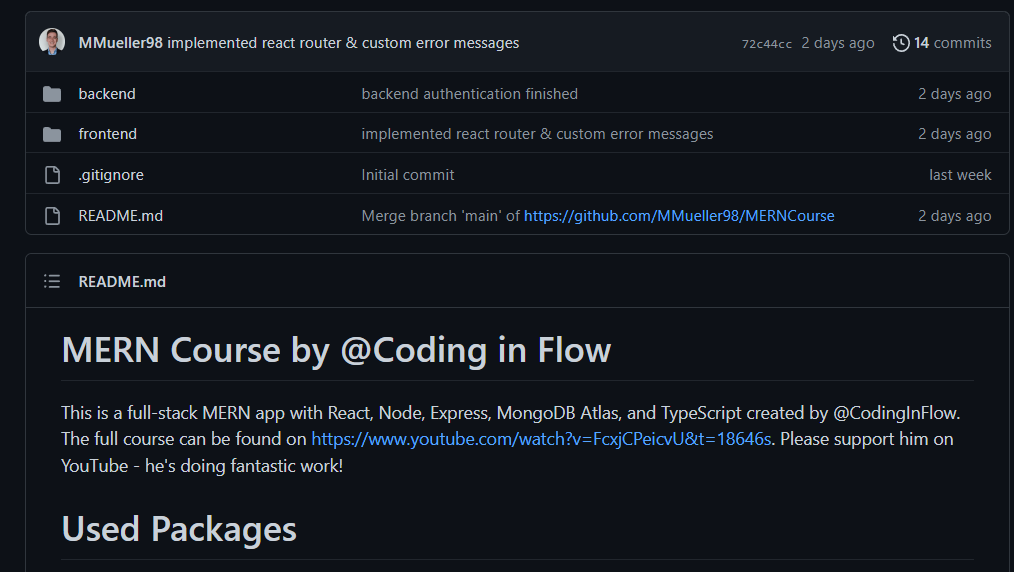 MMueller98 implemented react router & custom error messages 72c44cc 2 days ago 14 commits
backend backend authentication finished 2 days ago
frontend implemented react router & custom error messages 2 days ago
.gitignore Initial commit last week
README.md Merge branch 'main' of https://github.com/MMueller98/MERNCourse 2 days ago
README.md
MERN Course by @Coding in Flow
This is a full-stack MERN app with React, Node, Express, MongoDB Atlas, and TypeScript created by @CodingInFlow.
The full course can be found on https://www.youtube.com/watch?v=FcxjCPeicvU&t=18646s. Please support him on
YouTube - he's doing fantastic work!
Used Packages